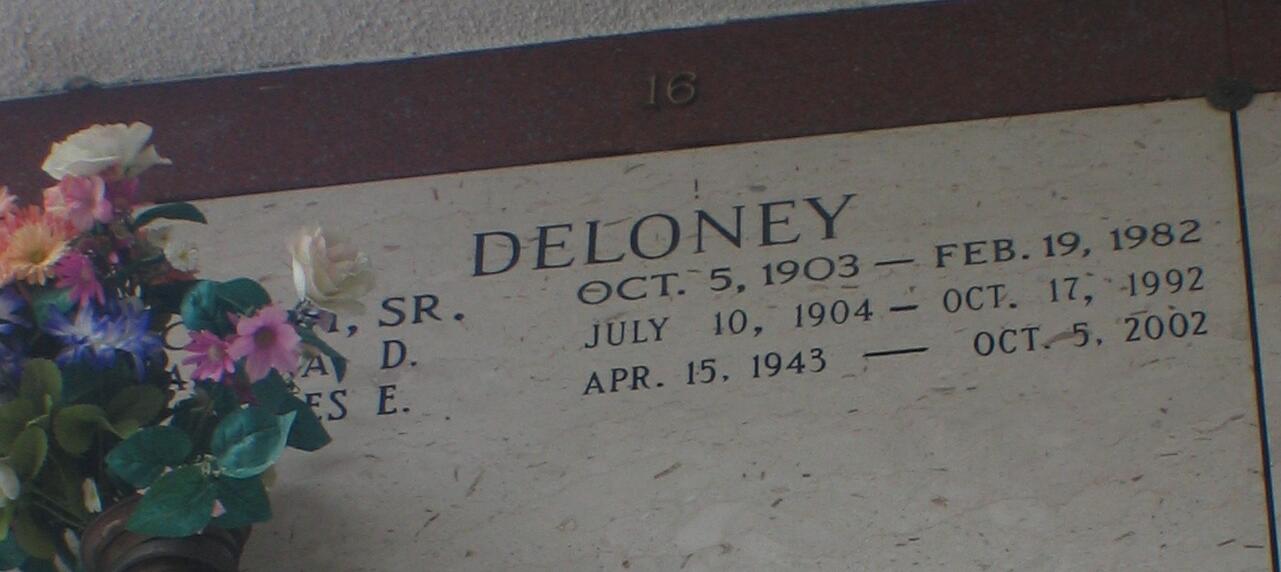 16
DELONEY
SR. OCT. 5, 1903 — FEB. 19, 1982
D. JULY 10, 1904 — OCT. 17, 1992
E. APR. 15, 1943 — OCT. 5, 2002